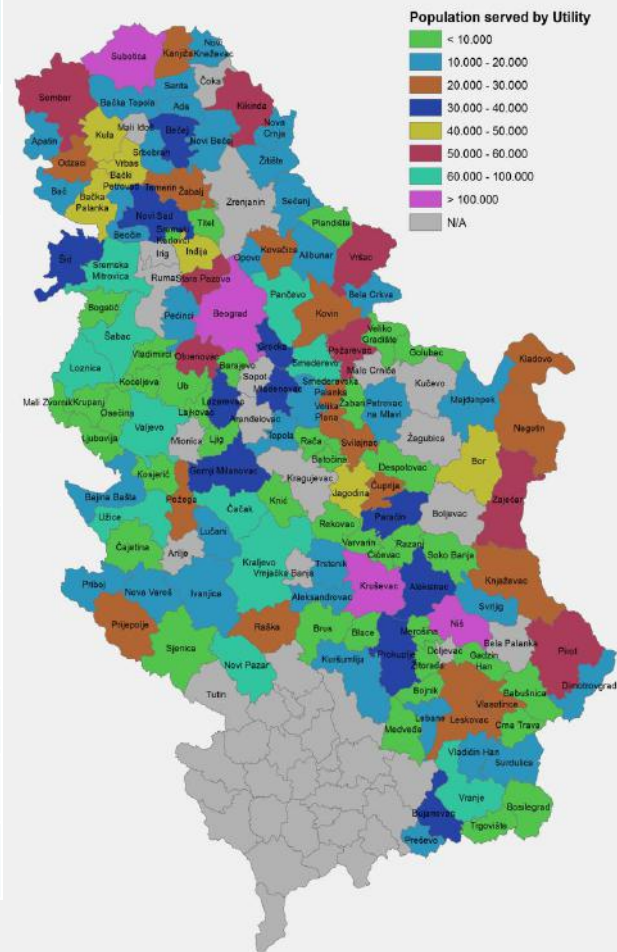 Population served by Utility
< 10.000
10.000 - 20.000
20.000 - 30.000
30.000 - 40.000
40.000 - 50.000
50.000 - 60.000
60.000 - 100.000
> 100.000
N/A
Subotica
Kanjiža
Novi
Kneževac
Čoka
Senta
Sombor
Bačka Topola
Ada
Kikinda
Mali Iđoš
Bečej
Nova
Crnja
Apatin
Kula
Srbobran
Novi Bečej
Vrbas
Odzaci
Žitište
Bački
Petrovac
Temerin
Žabalj
Bač
Bačka
Palanka
Zrenjanin
Sečanj
Novi Sad
Titel
Plandište
Beočin
Sremski
Karlovci
Irig
Inđija
Kovačica
Alibunar
Vršac
Šid
Sremska
Mitrovica
Ruma
Stara Pazova
Opovo
Pančevo
Bela Crkva
Bogatić
Pećinci
Beograd
Kovin
Šabac
Veliko
Gradište
Golubac
Kladovo
Vladimirci
Obrenovac
Grocka
Smederevo
Požarevac
Loznica
Barajevo
Malo Crniće
Kučevo
Koceljeva
Ub
Sopot
Smederevska
Palanka
Majdanpek
Negotin
Mali Zvornik
Krupanj
Osečina
Lajkovac
Lazarevac
Mladenovac
Velika
Plana
Žabari
Petrovac
na Mlavi
Ljubovija
Valjevo
Ljig
Aranđelovac
Topola
Rača
Svilajnac
Žagubica
Mionica
Batočina
Despotovac
Bor
Kosjerić
Gornji Milanovac
Kragujevac
Jagodina
Ćuprija
Zaječar
Bajina Bašta
Požega
Čačak
Knić
Paraćin
Boljevac
Užice
Lučani
Rekovac
Čajetina
Arilje
Kraljevo
Varvarin
Ražanj
Ćićevac
Soko Banja
Vrnjačka Banja
Trstenik
Kruševac
Aleksinac
Knjaževac
Priboj
Nova Varoš
Ivanjica
Aleksandrovac
Svrljig
Prijepolje
Raška
Brus
Blace
Merošina
Niš
Bela Palanka
Pirot
Sjenica
Prokuplje
Doljevac
Gadzin
Han
Novi Pazar
Kuršumlija
Žitorađa
Dimitrovgrad
Tutin
Bojnik
Babušnica
Vlasotince
Lebane
Leskovac
Crna Trava
Medveđa
Vladičin Han
Surdulica
Vranje
Bosilegrad
Bujanovac
Trgovište
Preševo